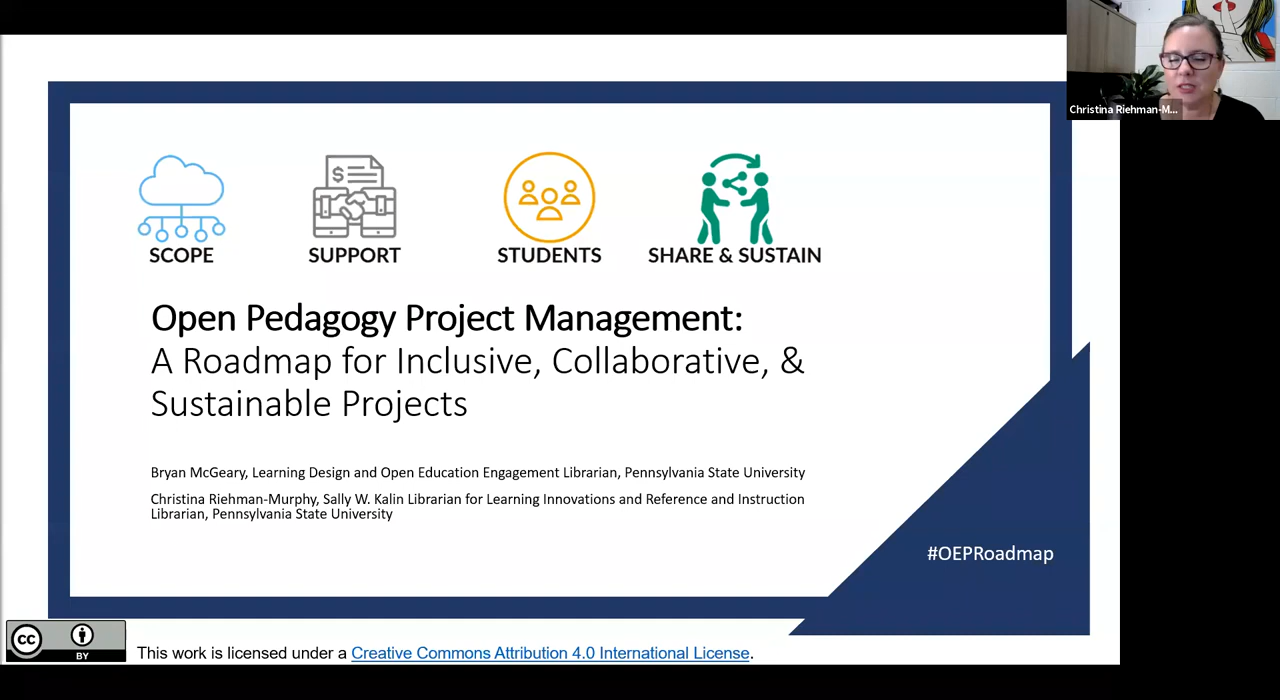 Christina Riehman-M...
SCOPE
SUPPORT
STUDENTS
SHARE & SUSTAIN
Open Pedagogy Project Management:
A Roadmap for Inclusive, Collaborative, &
Sustainable Projects
Bryan McGeary, Learning Design and Open Education Engagement Librarian, Pennsylvania State University
Christina Riehman-Murphy, Sally W. Kalin Librarian for Learning Innovations and Reference and Instruction
Librarian, Pennsylvania State University
#OEPRoadmap
cc
BY
This work is licensed under a Creative Commons Attribution 4.0 International License.